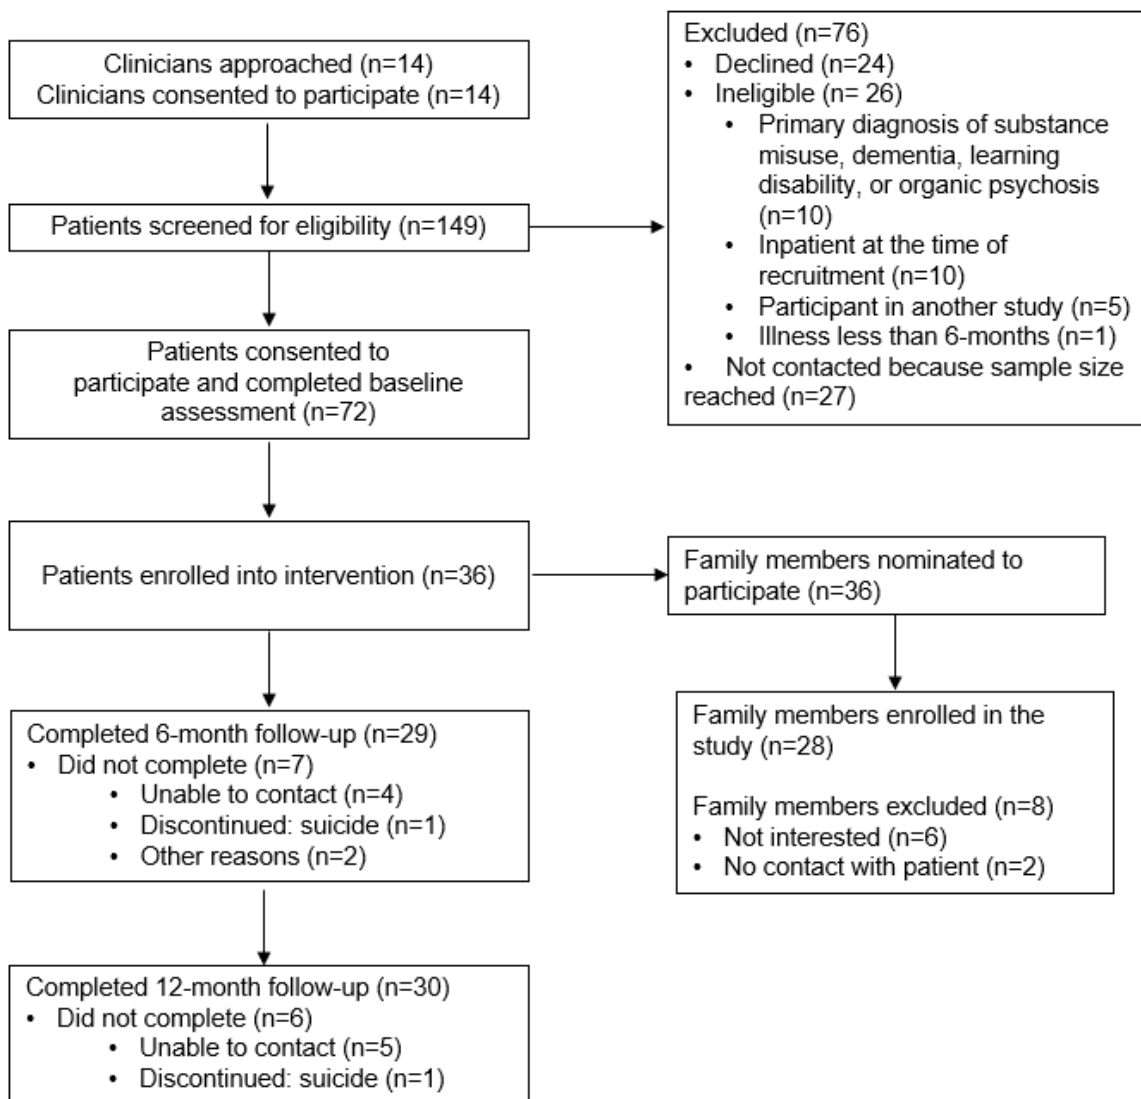 Clinicians approached (n=14)
Clinicians consented to participate (n=14)
Patients screened for eligibility (n=149)
Excluded (n=76)
• Declined (n=24)
• Ineligible (n= 26)
• Primary diagnosis of substance
misuse, dementia, learning
disability, or organic psychosis
(n=10)
• Inpatient at the time of
recruitment (n=10)
• Participant in another study (n=5)
• Illness less than 6-months (n=1)
• Not contacted because sample size
reached (n=27)
Patients consented to
participate and completed baseline
assessment (n=72)
Patients enrolled into intervention (n=36)
Family members nominated to
participate (n=36)
Family members enrolled in the
study (n=28)
Family members excluded (n=8)
• Not interested (n=6)
• No contact with patient (n=2)
Completed 6-month follow-up (n=29)
• Did not complete (n=7)
• Unable to contact (n=4)
• Discontinued: suicide (n=1)
• Other reasons (n=2)
Completed 12-month follow-up (n=30)
• Did not complete (n=6)
• Unable to contact (n=5)
• Discontinued: suicide (n=1)